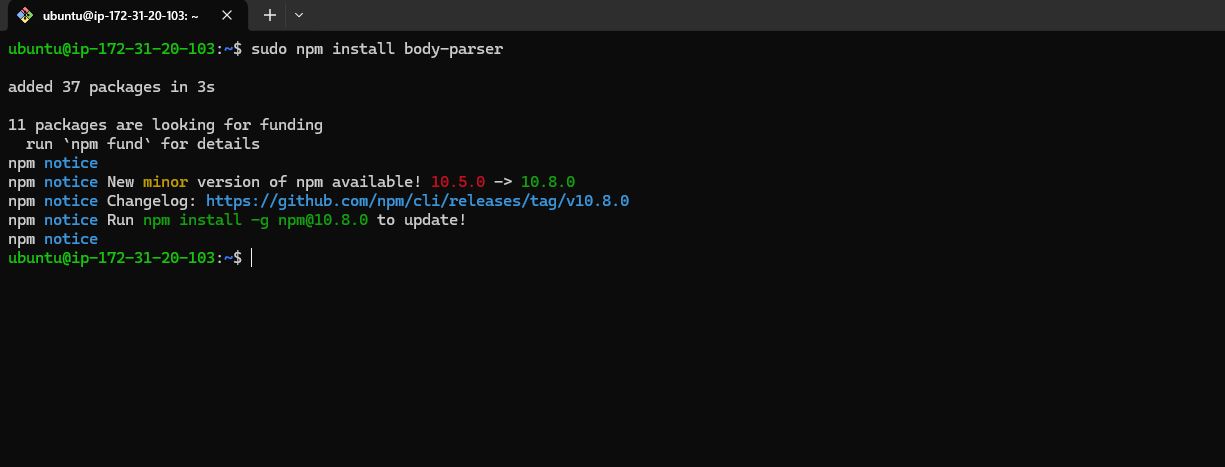 ubuntu@ip-172-31-20-103: ~
ubuntu@ip-172-31-20-103:~$ sudo npm install body-parser
added 37 packages in 3s
11 packages are looking for funding
  run `npm fund` for details
npm notice
npm notice New minor version of npm available! 10.5.0 -> 10.8.0
npm notice Changelog: https://github.com/npm/cli/releases/tag/v10.8.0
npm notice Run npm install -g npm@10.8.0 to update!
npm notice
ubuntu@ip-172-31-20-103:~$